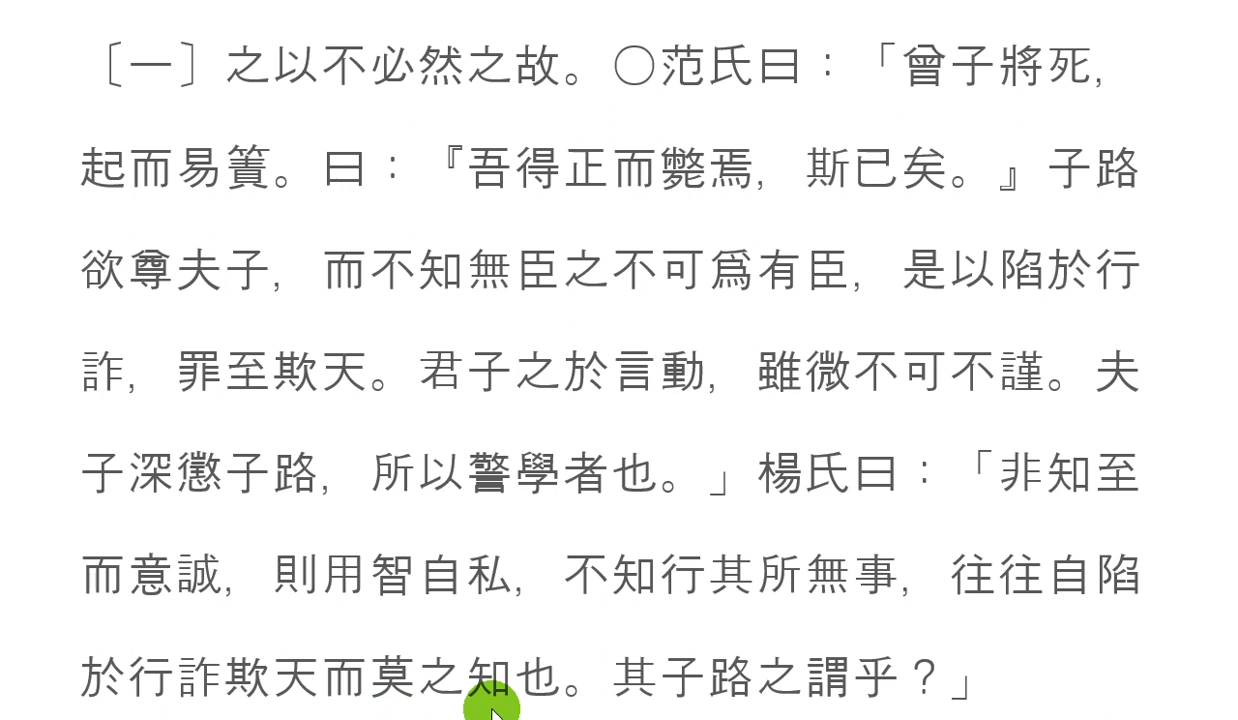 〔一〕之以不必然之故。○范氏曰：「曾子將死，
起而易簀。曰：『吾得正而斃焉，斯已矣。』子路
欲尊夫子，而不知無臣之不可爲有臣，是以陷於行
詐，罪至欺天。君子之於言動，雖微不可不謹。夫
子深懲子路，所以警學者也。」楊氏曰：「非知至
而意誠，則用智自私，不知行其所無事，往往自陷
於行詐欺天而莫之知也。其子路之謂乎？」